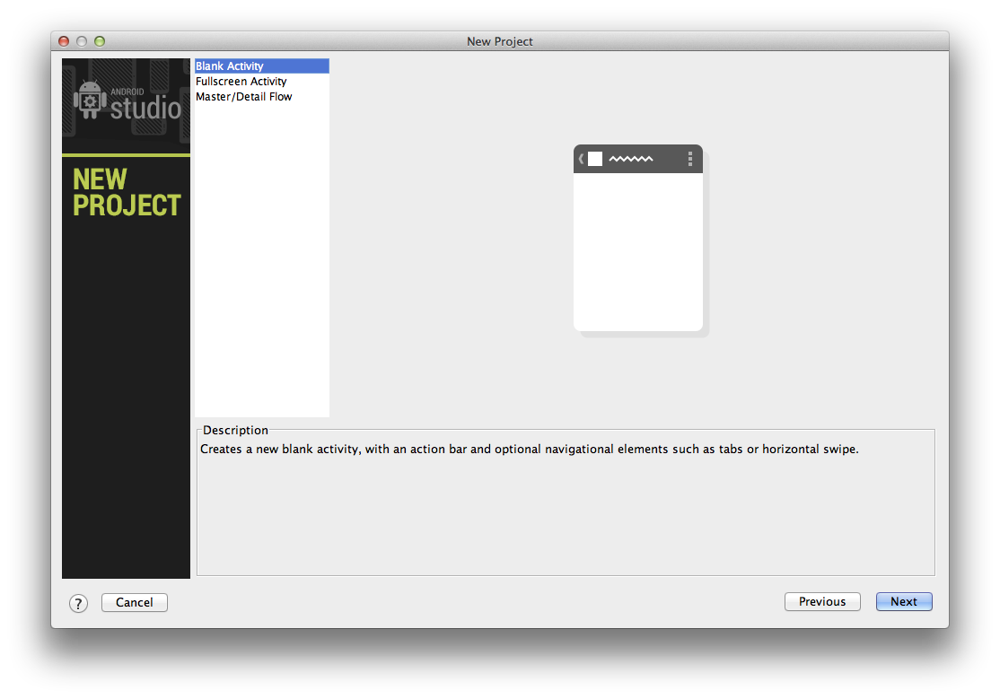 New Project
ANDROID
studio
NEW
PROJECT
Blank Activity
Fullscreen Activity
Master/Detail Flow
Description
Creates a new blank activity, with an action bar and optional navigational elements such as tabs or horizontal swipe.
?
Cancel
Previous
Next